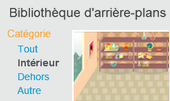 Bibliothèque d'arrière-plans
Catégorie
Tout
Intérieur
Dehors
Autre